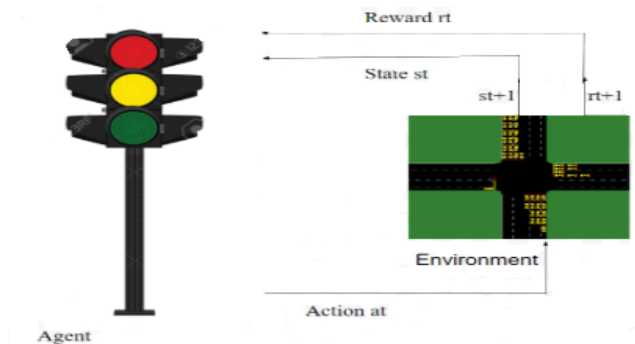 Reward rt
State st
st+1
rt+1
Environment
Action at
Agent